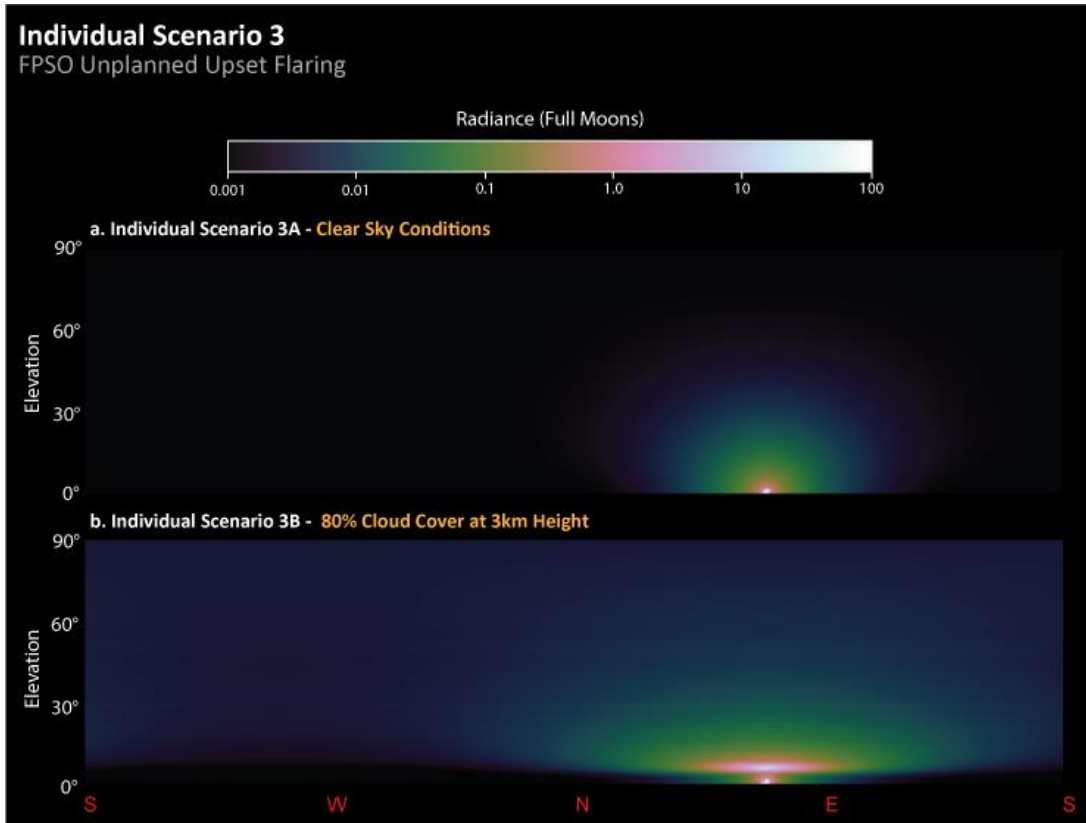 Individual Scenario 3
FPSO Unplanned Upset Flaring
Radiance (Full Moons)
0.001 0.01 0.1 1.0 10 100
a. Individual Scenario 3A - Clear Sky Conditions
90°
60°
30°
0°
Elevation
b. Individual Scenario 3B - 80% Cloud Cover at 3km Height
90°
60°
30°
0°
Elevation
S W N E S